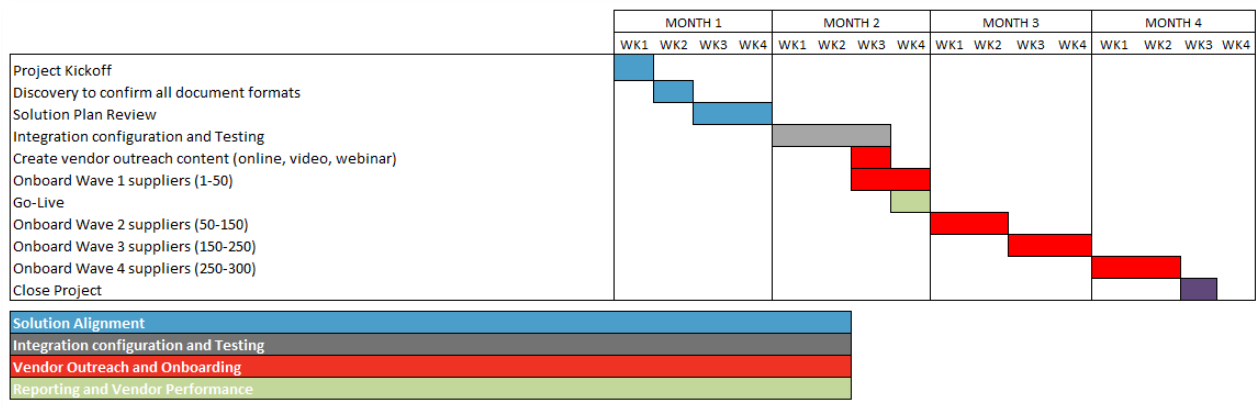 MONTH 1 MONTH 2 MONTH 3 MONTH 4
WK1 WK2 WK3 WK4 WK1 WK2 WK3 WK4 WK1 WK2 WK3 WK4 WK1 WK2 WK3 WK4
Project Kickoff
Discovery to confirm all document formats
Solution Plan Review
Integration configuration and Testing
Create vendor outreach content (online, video, webinar)
Onboard Wave 1 suppliers (1-50)
Go-Live
Onboard Wave 2 suppliers (50-150)
Onboard Wave 3 suppliers (150-250)
Onboard Wave 4 suppliers (250-300)
Close Project
Solution Alignment
Integration configuration and Testing
Vendor Outreach and Onboarding
Reporting and Vendor Performance